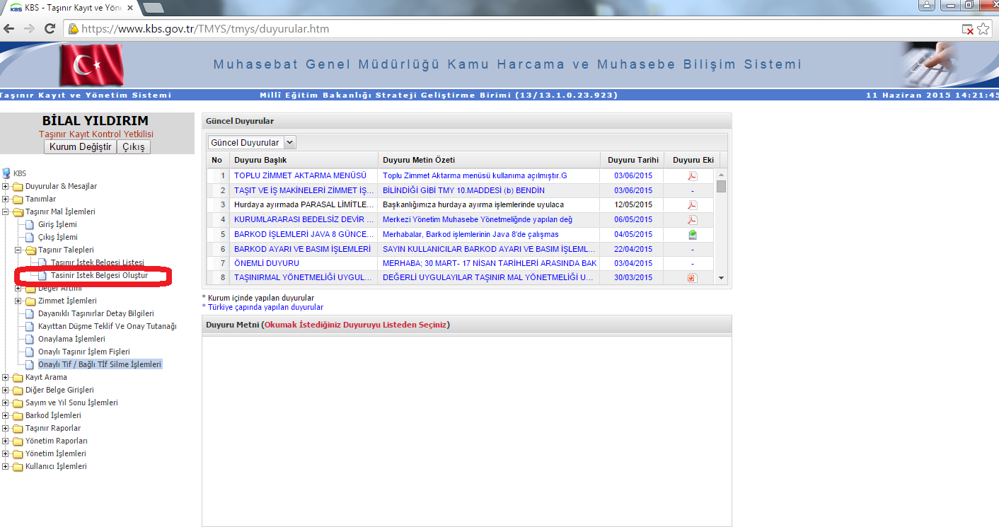 KBS - Taşınır Kayıt ve Yön
https://www.kbs.gov.tr/TMYS/tmys/duyurular.htm
Muhasebat Genel Müdürlüğü Kamu Harcama ve Muhasebe Bilişim Sistemi
Taşınır Kayıt ve Yönetim Sistemi Millî Eğitim Bakanlığı Strateji Geliştirme Birimi (13/13.1.0.23.923) 11 Haziran 2015 14:21:45
BİLAL YILDIRIM
Taşınır Kayıt Kontrol Yetkilisi
Kurum Değiştir Çıkış
KBS
Duyurular & Mesajlar
Tanımlar
Taşınır Mal İşlemleri
Giriş İşlemi
Çıkış İşlemi
Taşınır Talepleri
Taşınır İstek Belgesi Listesi
Tasinir Istek Belgesi Oluştur
Değer Artımı
Zimmet İşlemleri
Dayanıklı Taşınırlar Detay Bilgileri
Kayıttan Düşme Teklif Ve Onay Tutanağı
Onaylama İşlemleri
Onaylı Taşınır İşlem Fişleri
Onaylı Tif / Bağlı Tİf Silme İşlemleri
Kayıt Arama
Diğer Belge Girişleri
Sayım ve Yıl Sonu İşlemleri
Barkod İşlemleri
Taşınır Raporlar
Yönetim Raporları
Yönetim İşlemleri
Kullanıcı İşlemleri
Güncel Duyurular
Güncel Duyurular
No Duyuru Başlık Duyuru Metin Özeti Duyuru Tarihi Duyuru Eki
1 TOPLU ZİMMET AKTARMA MENÜSÜ Toplu Zimmet Aktarma menüsü kullanıma açılmıştır.G 03/06/2015
2 TAŞIT VE İŞ MAKİNELERİ ZİMMET İŞ... BİLİNDİĞİ GİBİ TMY 10.MADDESİ (b) BENDİN 03/06/2015 -
3 Hurdaya ayırmada PARASAL LİMİTLE... Başkanlığımıza hurdaya ayırma işlemlerinde uyulaca 12/05/2015
4 KURUMLARARASI BEDELSİZ DEVİR ... Merkezi Yönetim Muhasebe Yönetmeliğnde yapılan değ 06/05/2015
5 BARKOD İŞLEMLERİ JAVA 8 GÜNCE... Merhabalar, Barkod işlemlerinin Java 8'de çalışmas 04/05/2015
6 BARKOD AYARI VE BASIM İŞLEMLERİ SAYIN KULLANICILAR BARKOD AYARI VE BASIM İŞLEML... 22/04/2015 -
7 ÖNEMLİ DUYURU MERHABA; 30 MART- 17 NİSAN TARİHLERİ ARASINDA BAK 03/04/2015 -
8 TAŞINIRMAL YÖNETMELİĞİ UYGUL... DEĞERLİ UYGULAYILAR TAŞINIR MAL YÖNETMELİĞİ U... 30/03/2015
* Kurum içinde yapılan duyurular
* Türkiye çapında yapılan duyurular
Duyuru Metni (Okumak İstediğiniz Duyuruyu Listeden Seçiniz)